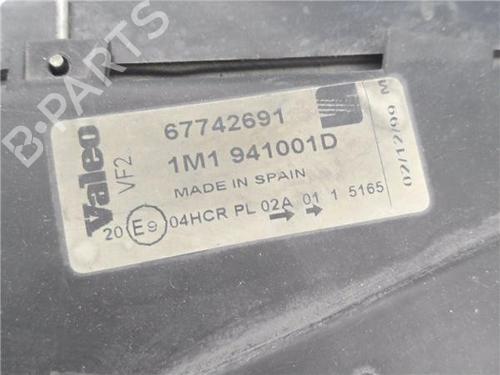 B-PARTS
Valeo
VF2
67742691
1M1 941001D
MADE IN SPAIN
20 E9 04HCR PL 02A 01 1 5165
02/12/99 M